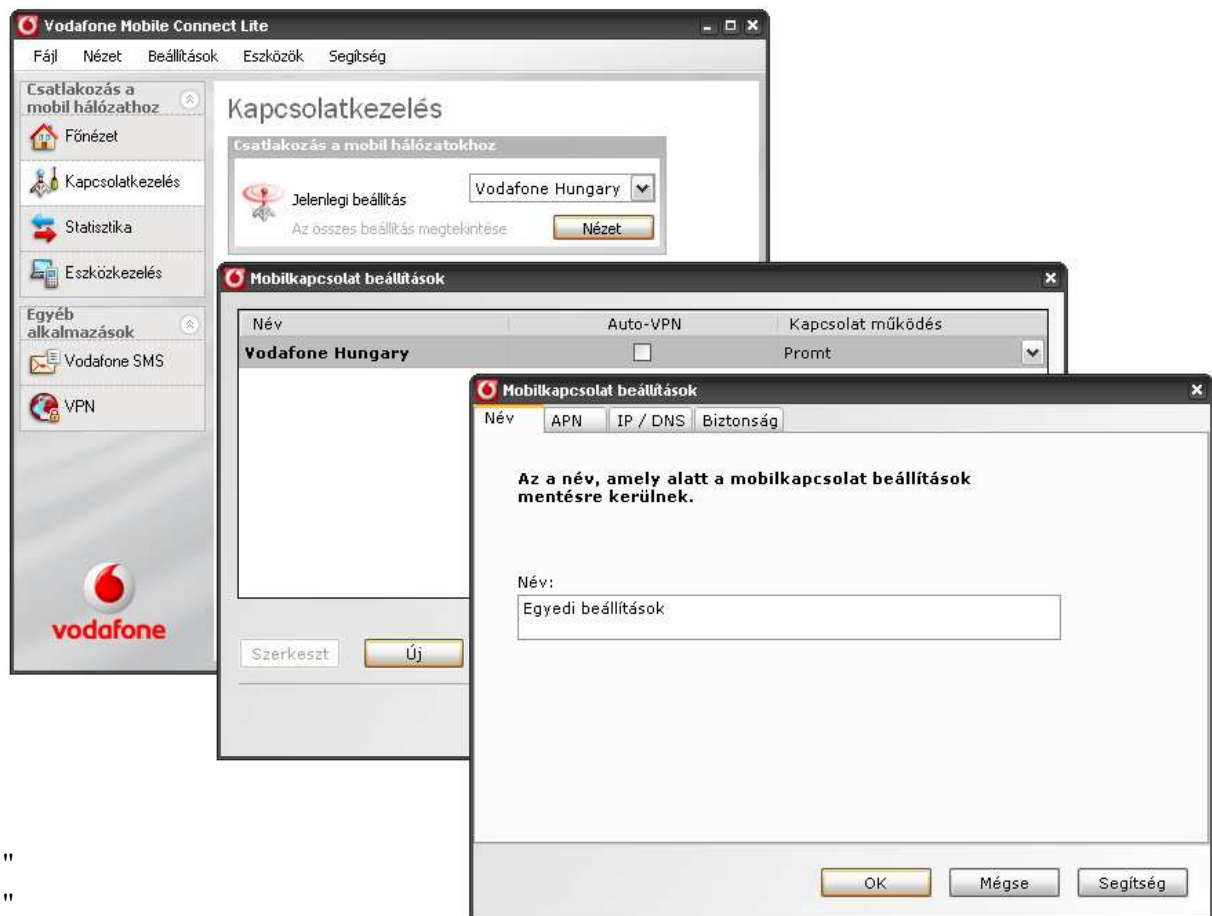 Vodafone Mobile Connect Lite
Fájl Nézet Beállítások Eszközök Segítség
Csatlakozás a
mobil hálózathoz
Főnézet
Kapcsolatkezelés
Statisztika
Eszközkezelés
Egyéb
alkalmazások
Vodafone SMS
VPN
vodafone
Kapcsolatkezelés
Csatlakozás a mobil hálózatokhoz
Jelenlegi beállítás
Vodafone Hungary
Az összes beállítás megtekintése
Nézet
Mobilkapcsolat beállítások
Név Auto-VPN Kapcsolat működés
Vodafone Hungary Promt
Szerkeszt Új
Mobilkapcsolat beállítások
Név APN IP / DNS Biztonság
Az a név, amely alatt a mobilkapcsolat beállítások
mentésre kerülnek.
Név:
Egyedi beállítások
OK Mégse Segítség
"
"